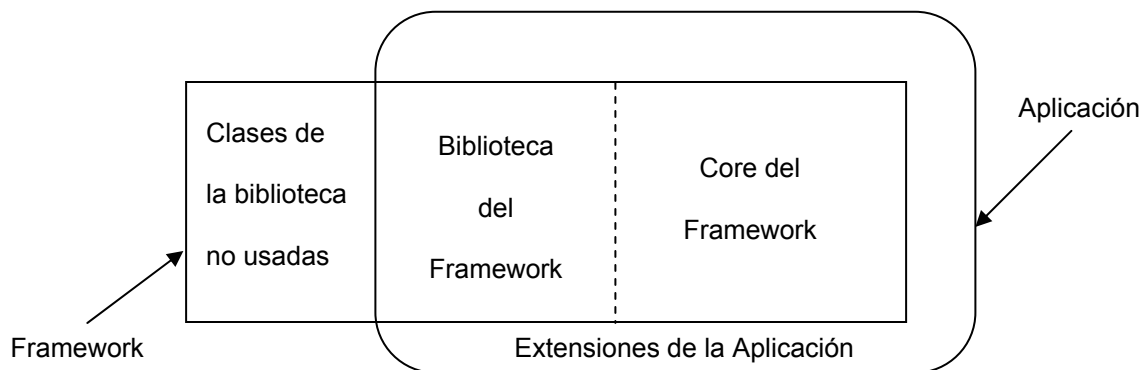 Aplicación
Clases de
la biblioteca
no usadas
Biblioteca
del
Framework
Core del
Framework
Framework
Extensiones de la Aplicación